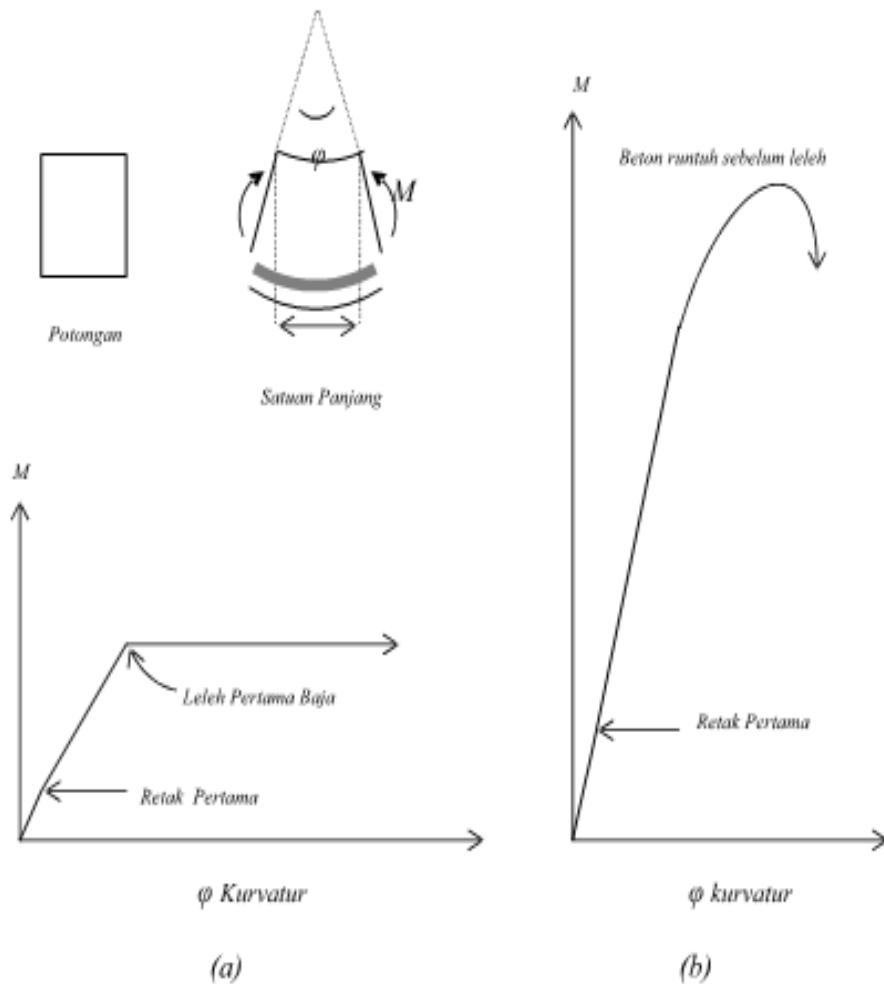 φ
M
Potongan
Satuan Panjang
M
Leleh Pertama Baja
Retak Pertama
φ Kurvatur
(a)
M
Beton runtuh sebelum leleh
Retak Pertama
φ kurvatur
(b)